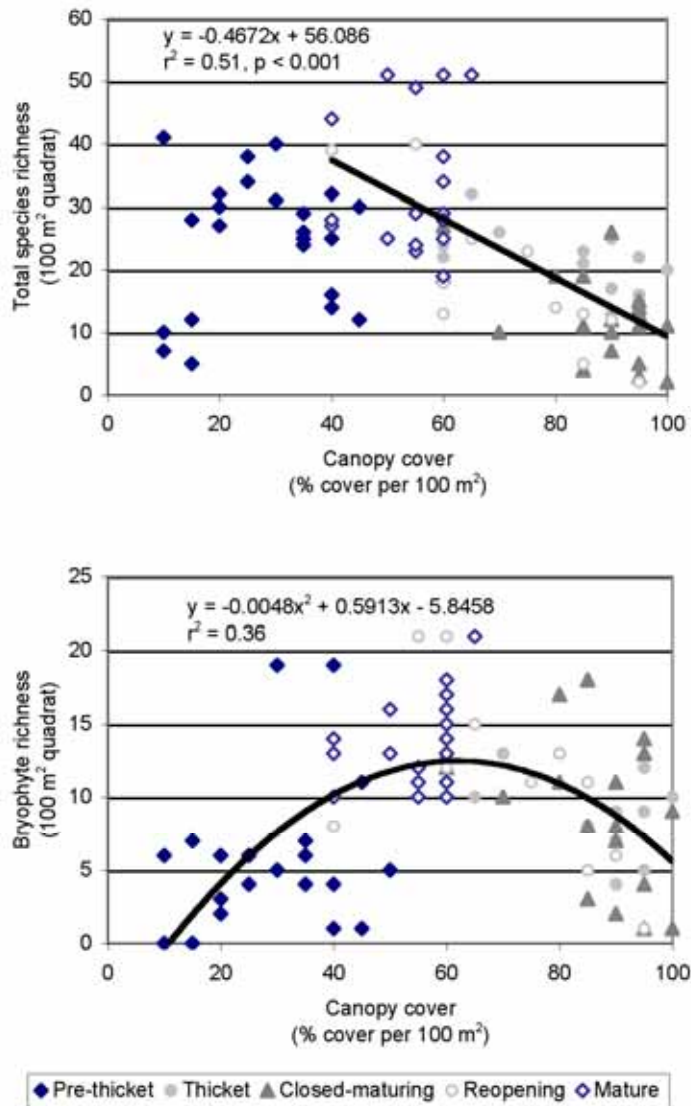 y = -0.4672x + 56.086
r² = 0.51, p < 0.001
Total species richness
(100 m² quadrat)
60
50
40
30
20
10
0
0 20 40 60 80 100
Canopy cover
(% cover per 100 m²)
y = -0.0048x² + 0.5913x - 5.8458
r² = 0.36
Bryophyte richness
(100 m² quadrat)
25
20
15
10
5
0
0 20 40 60 80 100
Canopy cover
(% cover per 100 m²)
Pre-thicket Thicket Closed-maturing Reopening Mature